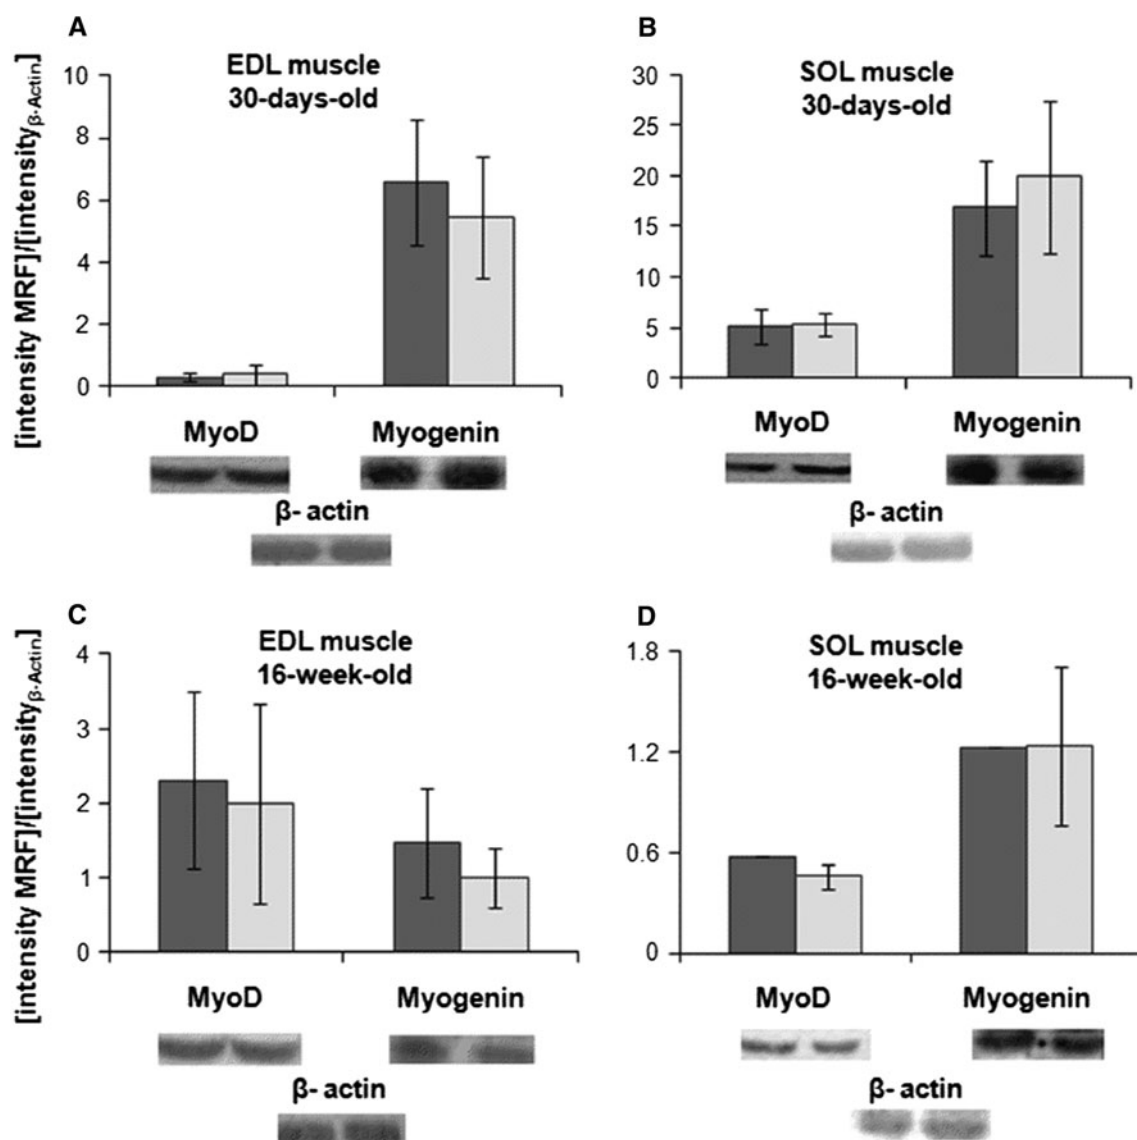 A
EDL muscle
30-days-old
[intensity MRF]/[intensityβ-Actin]
10
8
6
4
2
0
MyoD Myogenin
β- actin
B
SOL muscle
30-days-old
30
25
20
15
10
5
0
MyoD Myogenin
β- actin
C
EDL muscle
16-week-old
[intensity MRF]/[intensityβ-Actin]
4
3
2
1
0
MyoD Myogenin
β- actin
D
SOL muscle
16-week-old
1.8
1.2
0.6
0
MyoD Myogenin
β- actin